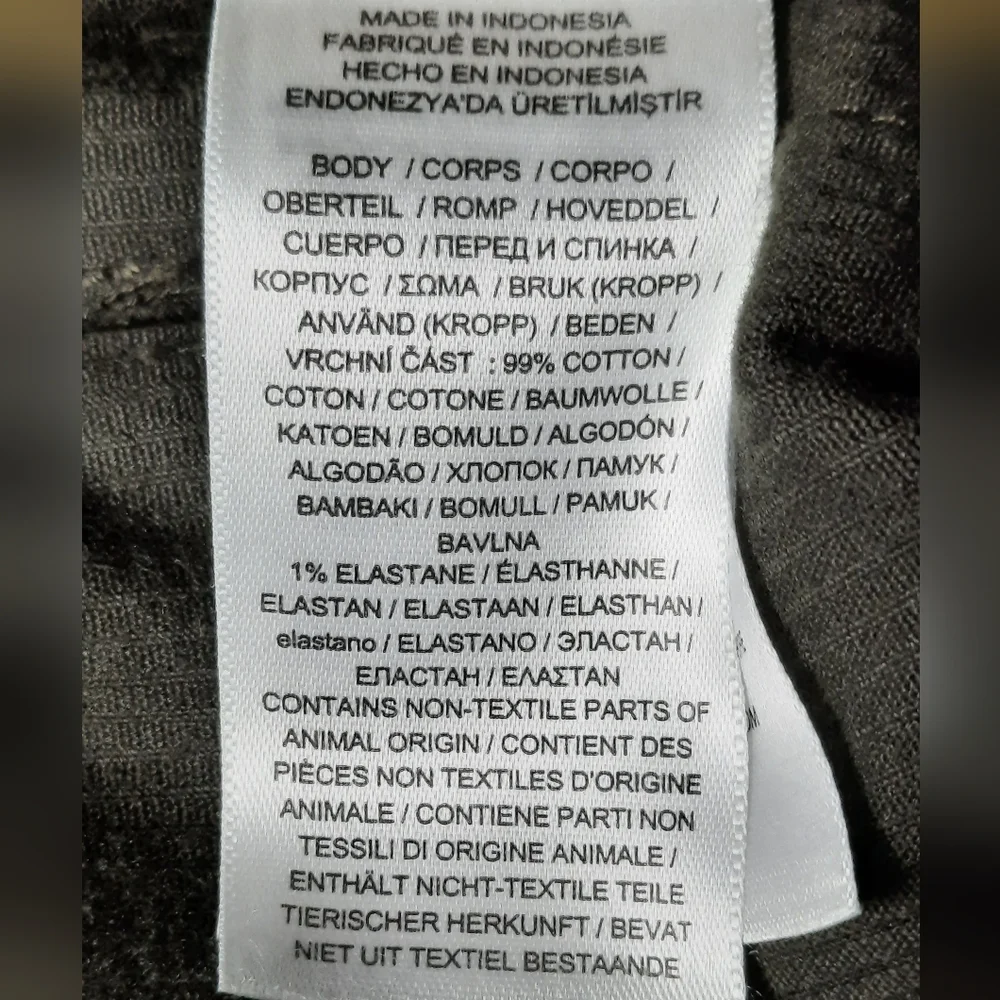 MADE IN INDONESIA
FABRIQUÉ EN INDONÉSIE
HECHO EN INDONESIA
ENDONEZYA'DA ÜRETİLMİŞTİR
BODY / CORPS / CORPO /
OBERTEIL / ROMP / HOVEDDEL /
CUERPO / ПЕРЕД И СПИНКА /
КОРПУС / ΣΩΜΑ / BRUK (KROPP) /
ANVÄND (KROPP) / BEDEN /
VRCHNÍ ČÁST : 99% COTTON /
COTON / COTONE / BAUMWOLLE /
KATOEN / BOMULD / ALGODÓN /
ALGODÃO / ХЛОПОК / ПАМУК /
BAMBAKI / BOMULL / PAMUK /
BAVLNA
1% ELASTANE / ÉLASTHANNE /
ELASTAN / ELASTAAN / ELASTHAN /
elastano / ELASTANO / ЭЛАСТАН /
ЕЛАСТАН / ΕΛΑΣΤΑΝ
CONTAINS NON-TEXTILE PARTS OF
ANIMAL ORIGIN / CONTIENT DES
PIÈCES NON TEXTILES D'ORIGINE
ANIMALE / CONTIENE PARTI NON
TESSILI DI ORIGINE ANIMALE /
ENTHÄLT NICHT-TEXTILE TEILE
TIERISCHER HERKUNFT / BEVAT
NIET UIT TEXTIEL BESTAANDE